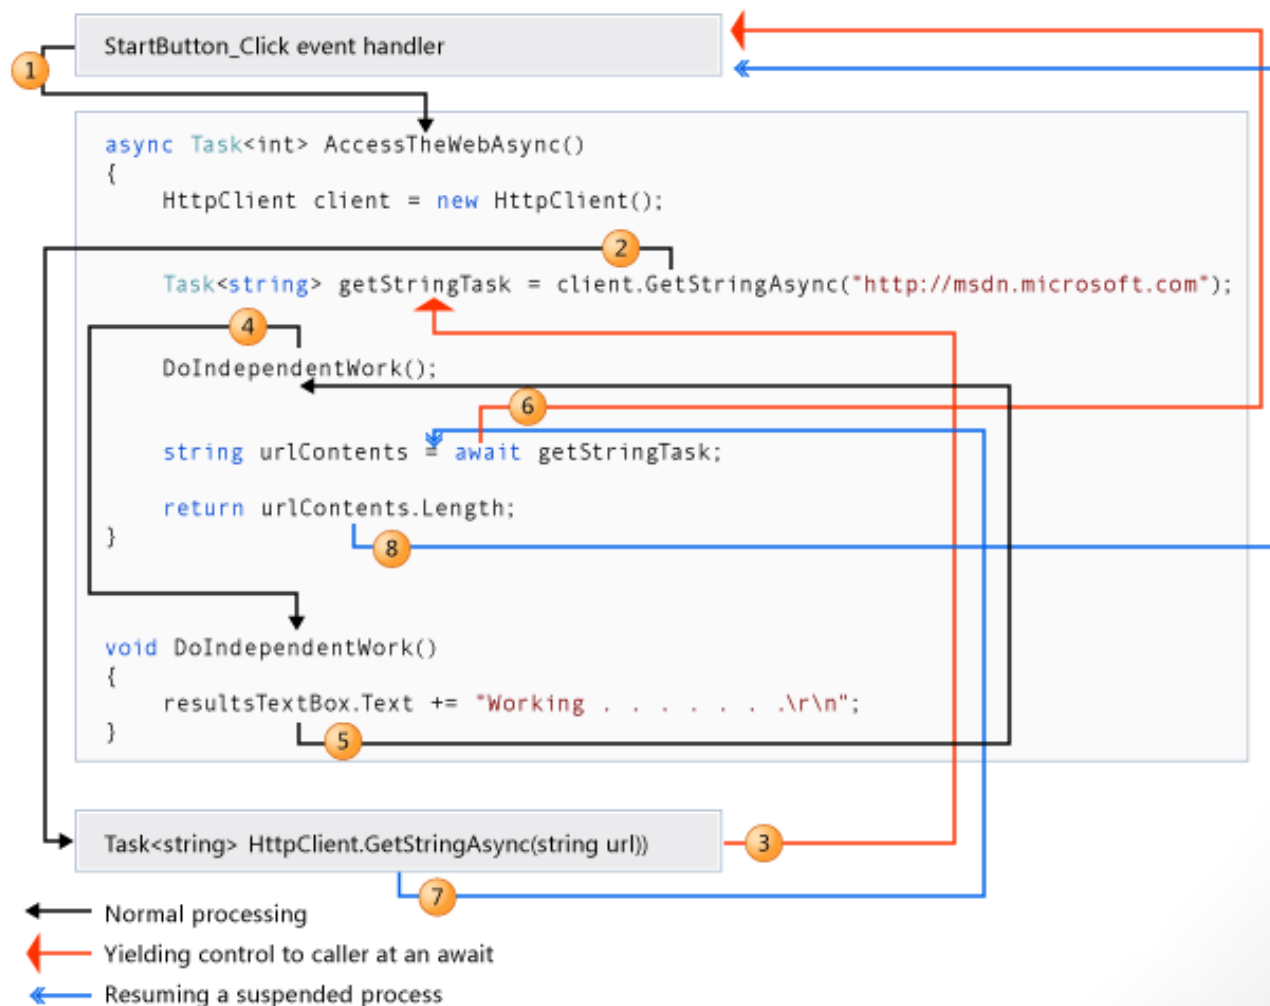 StartButton_Click event handler
1
async Task<int> AccessTheWebAsync()
{
HttpClient client = new HttpClient();
2
Task<string> getStringTask = client.GetStringAsync("http://msdn.microsoft.com");
4
DoIndependentWork();
6
string urlContents = await getStringTask;
return urlContents.Length;
}
8
void DoIndependentWork()
{
resultsTextBox.Text += "Working . . . . . . .\r\n";
}
5
Task<string> HttpClient.GetStringAsync(string url))
3
7
Normal processing
Yielding control to caller at an await
Resuming a suspended process